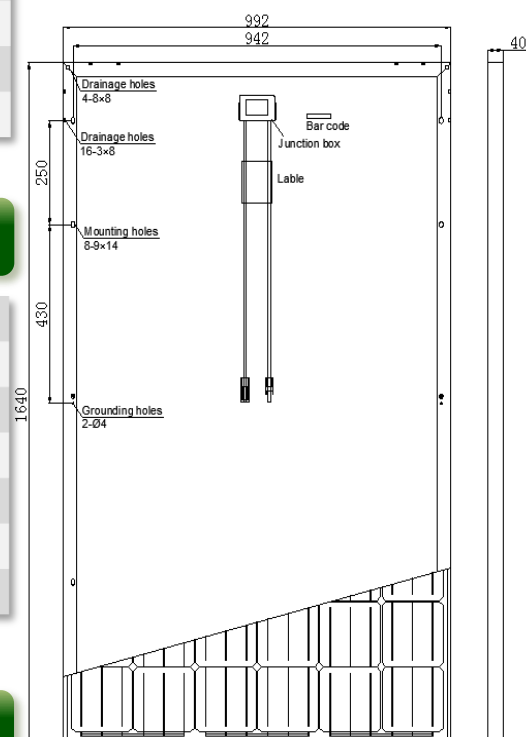 992
942
40
Drainage holes
4-8×8
Bar code
Drainage holes
16-3×8
Junction box
250
Lable
Mounting holes
8-9×14
430
1640
Grounding holes
2-Ø4